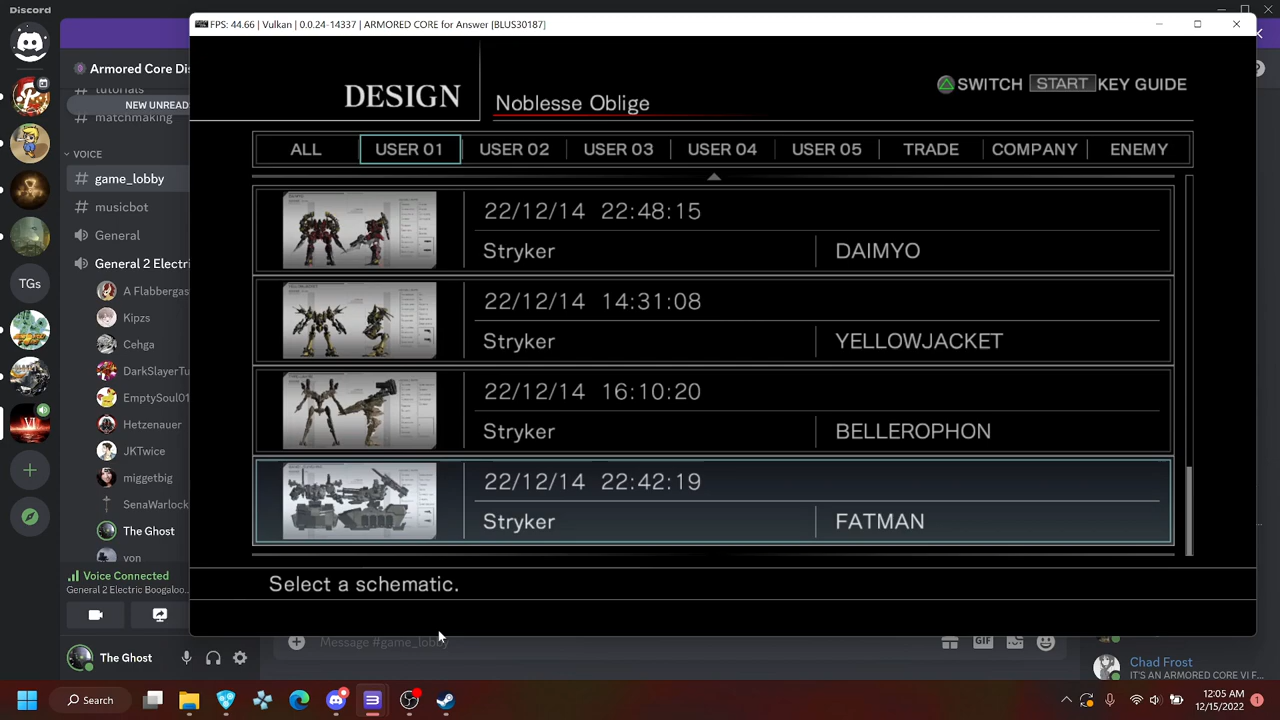 FPS: 44.66 | Vulkan | 0.0.24-14337 | ARMORED CORE for Answer [BLUS30187]
Armored Core Dis
tutorials
NEW UNREAD
matchmaking
VOICE
game_lobby
musicbot
General
General 2 Electri
A Flabbergas
Kipzs
Cehga
DarkSlayerTu
EmptySoul01
Hetzenauer
JKTwice
miggetbig
SenaWarlock
The Ghost
von
Voice Connected
General 2 Electric Boogaloo...
The Ghost
TGs
VI
DESIGN
Noblesse Oblige
SWITCH START KEY GUIDE
ALL USER 01 USER 02 USER 03 USER 04 USER 05 TRADE COMPANY ENEMY
22/12/14 22:48:15
Stryker DAIMYO
22/12/14 14:31:08
Stryker YELLOWJACKET
22/12/14 16:10:20
Stryker BELLEROPHON
22/12/14 22:42:19
Stryker FATMAN
Select a schematic.
Message #game_lobby
GIF
Chad Frost
IT'S AN ARMORED CORE VI F...
Search
12:05 AM
12/15/2022
1